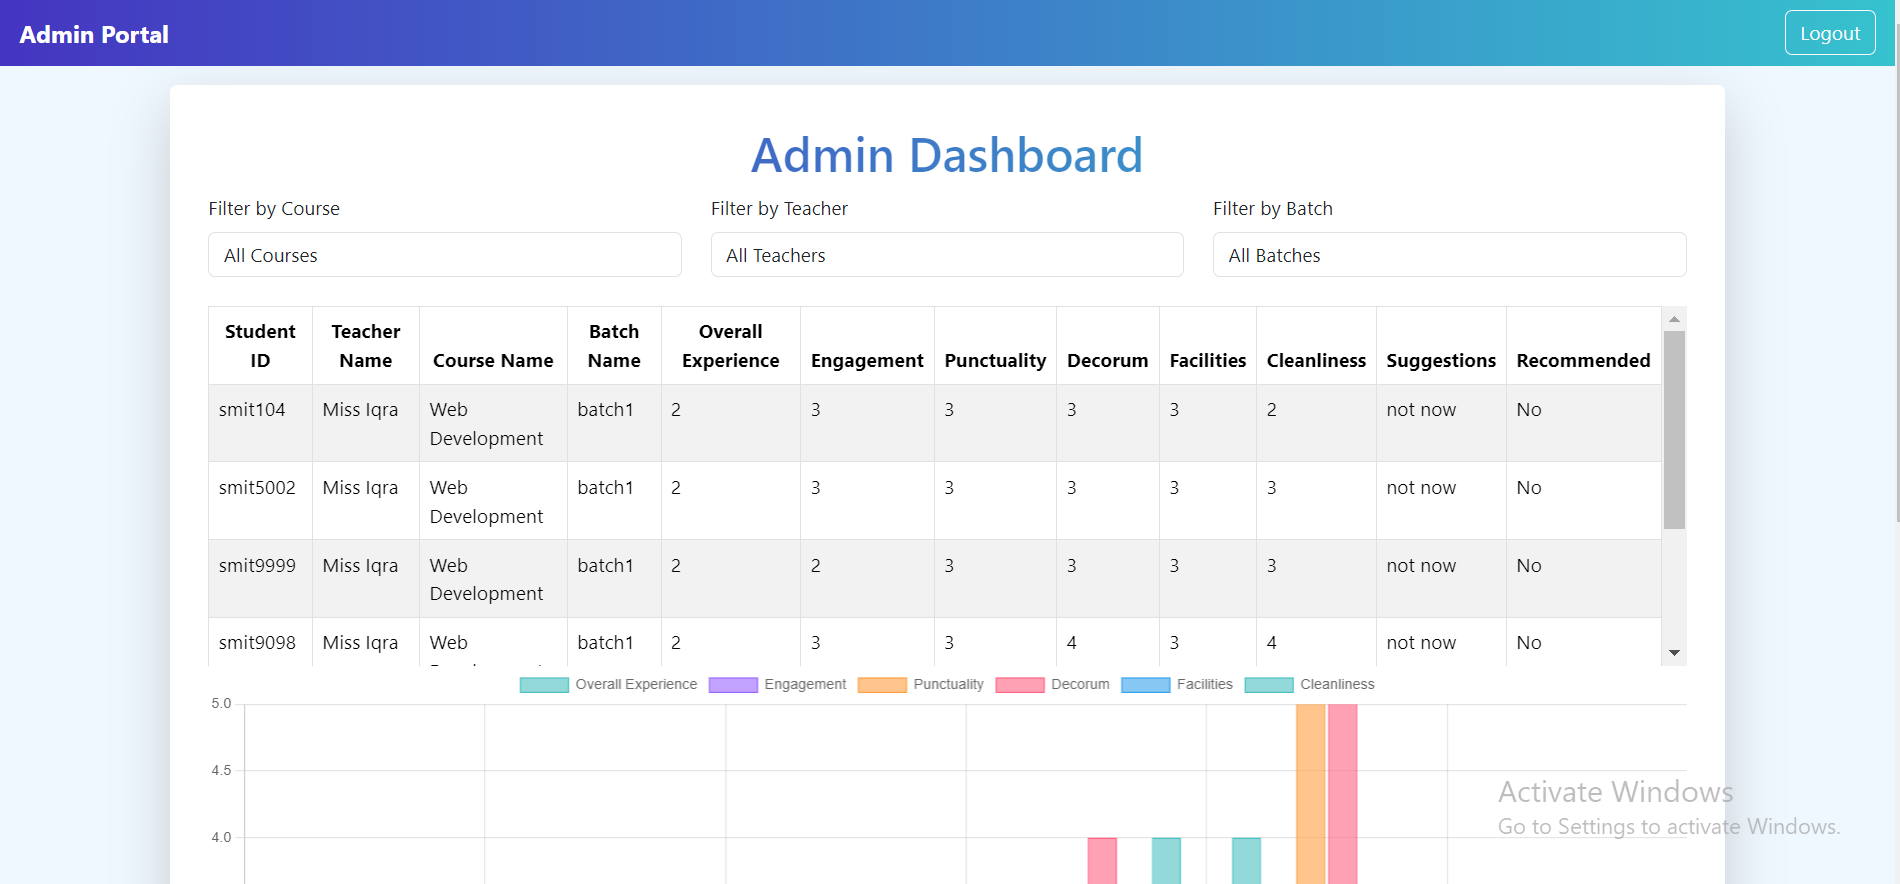 Admin Portal
Logout
Admin Dashboard
Filter by Course Filter by Teacher Filter by Batch
All Courses All Teachers All Batches
Student ID Teacher Name Course Name Batch Name Overall Experience Engagement Punctuality Decorum Facilities Cleanliness Suggestions Recommended
smit104 Miss Iqra Web Development batch1 2 3 3 3 3 2 not now No
smit5002 Miss Iqra Web Development batch1 2 3 3 3 3 3 not now No
smit9999 Miss Iqra Web Development batch1 2 2 3 3 3 3 not now No
smit9098 Miss Iqra Web batch1 2 3 3 4 3 4 not now No
Overall Experience Engagement Punctuality Decorum Facilities Cleanliness
5.0
4.5
4.0
Activate Windows
Go to Settings to activate Windows.